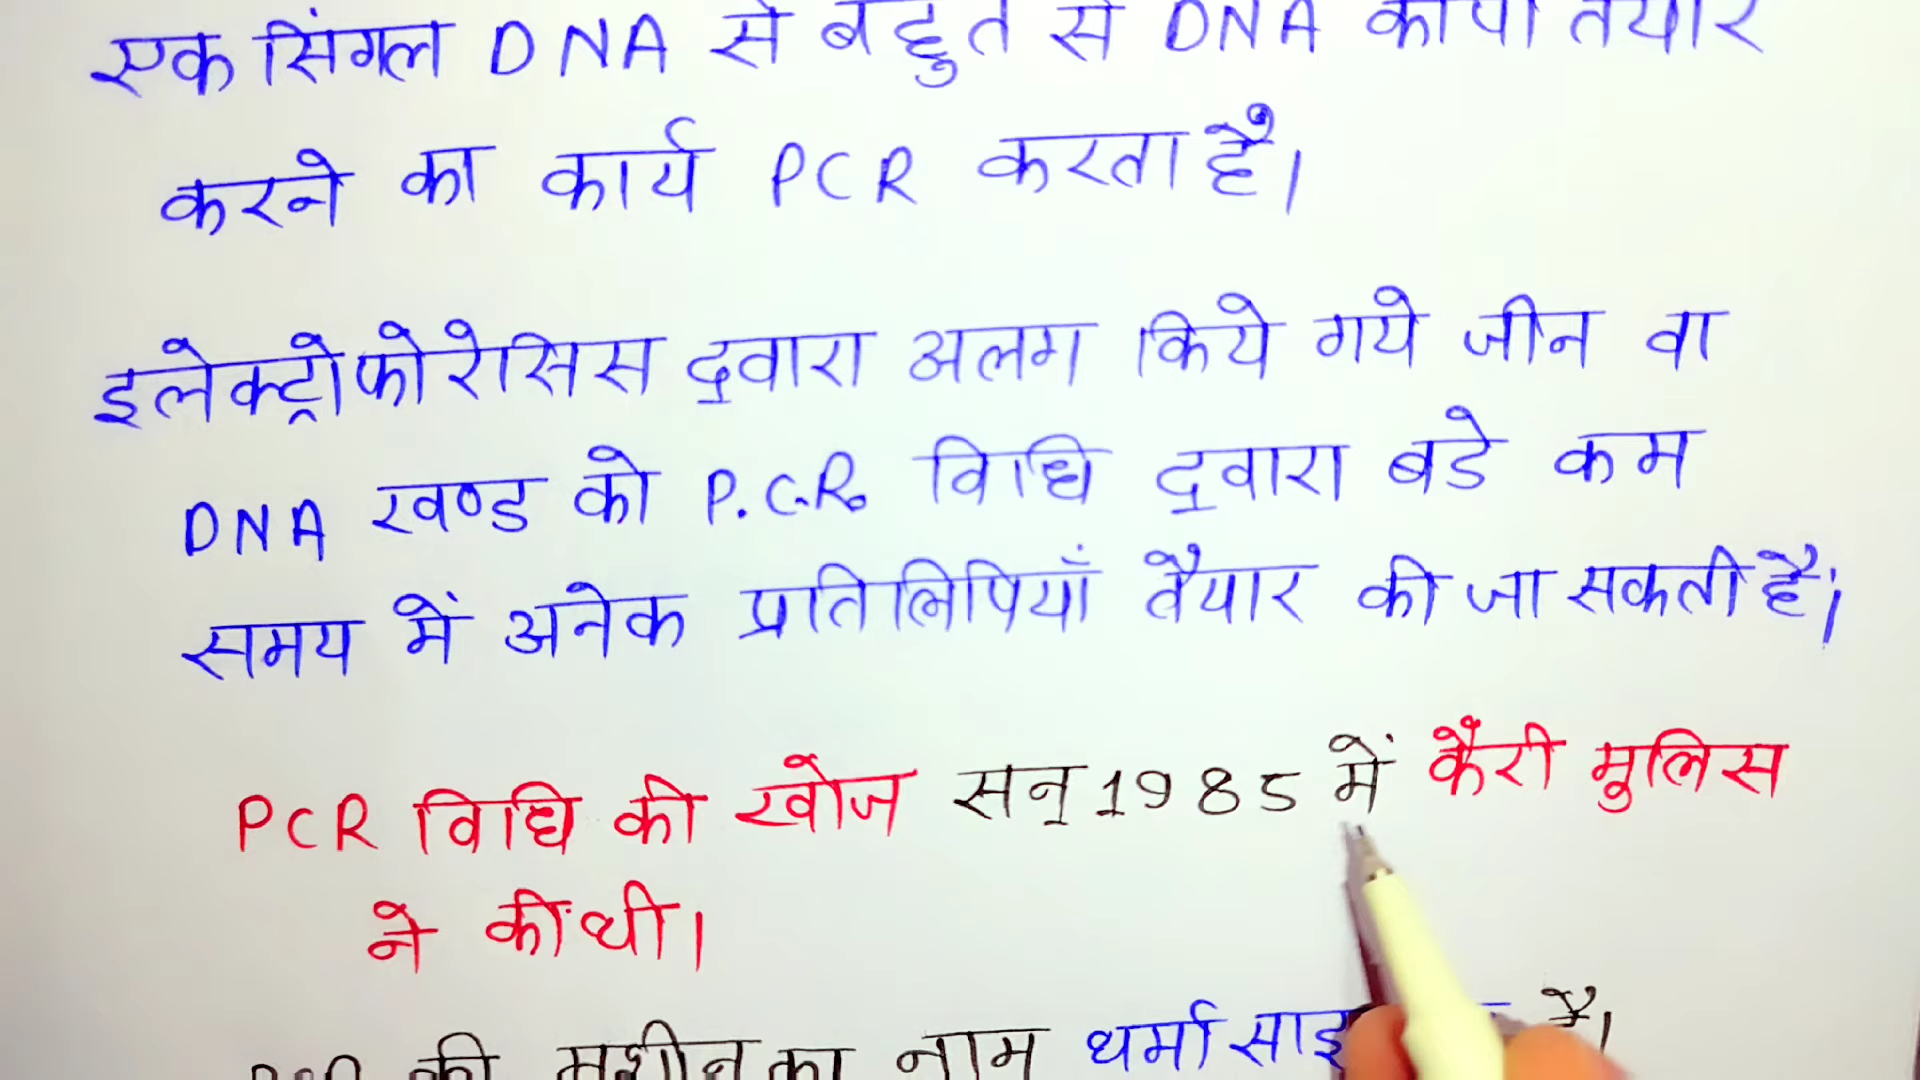 एक सिंगल DNA से बहुत से DNA कापी तैयार
करने का कार्य PCR करता है।
इलेक्ट्रोफोरेसिस द्वारा अलग किये गये जीन वा
DNA खण्ड को P.C.R. विधि द्वारा बडे कम
समय में अनेक प्रतिलिपियाँ तैयार की जा सकती है।
PCR विधि की खोज सन् 1985 में कैरी मुलिस
ने कीं थी।
PCR की मशीन का नाम है।